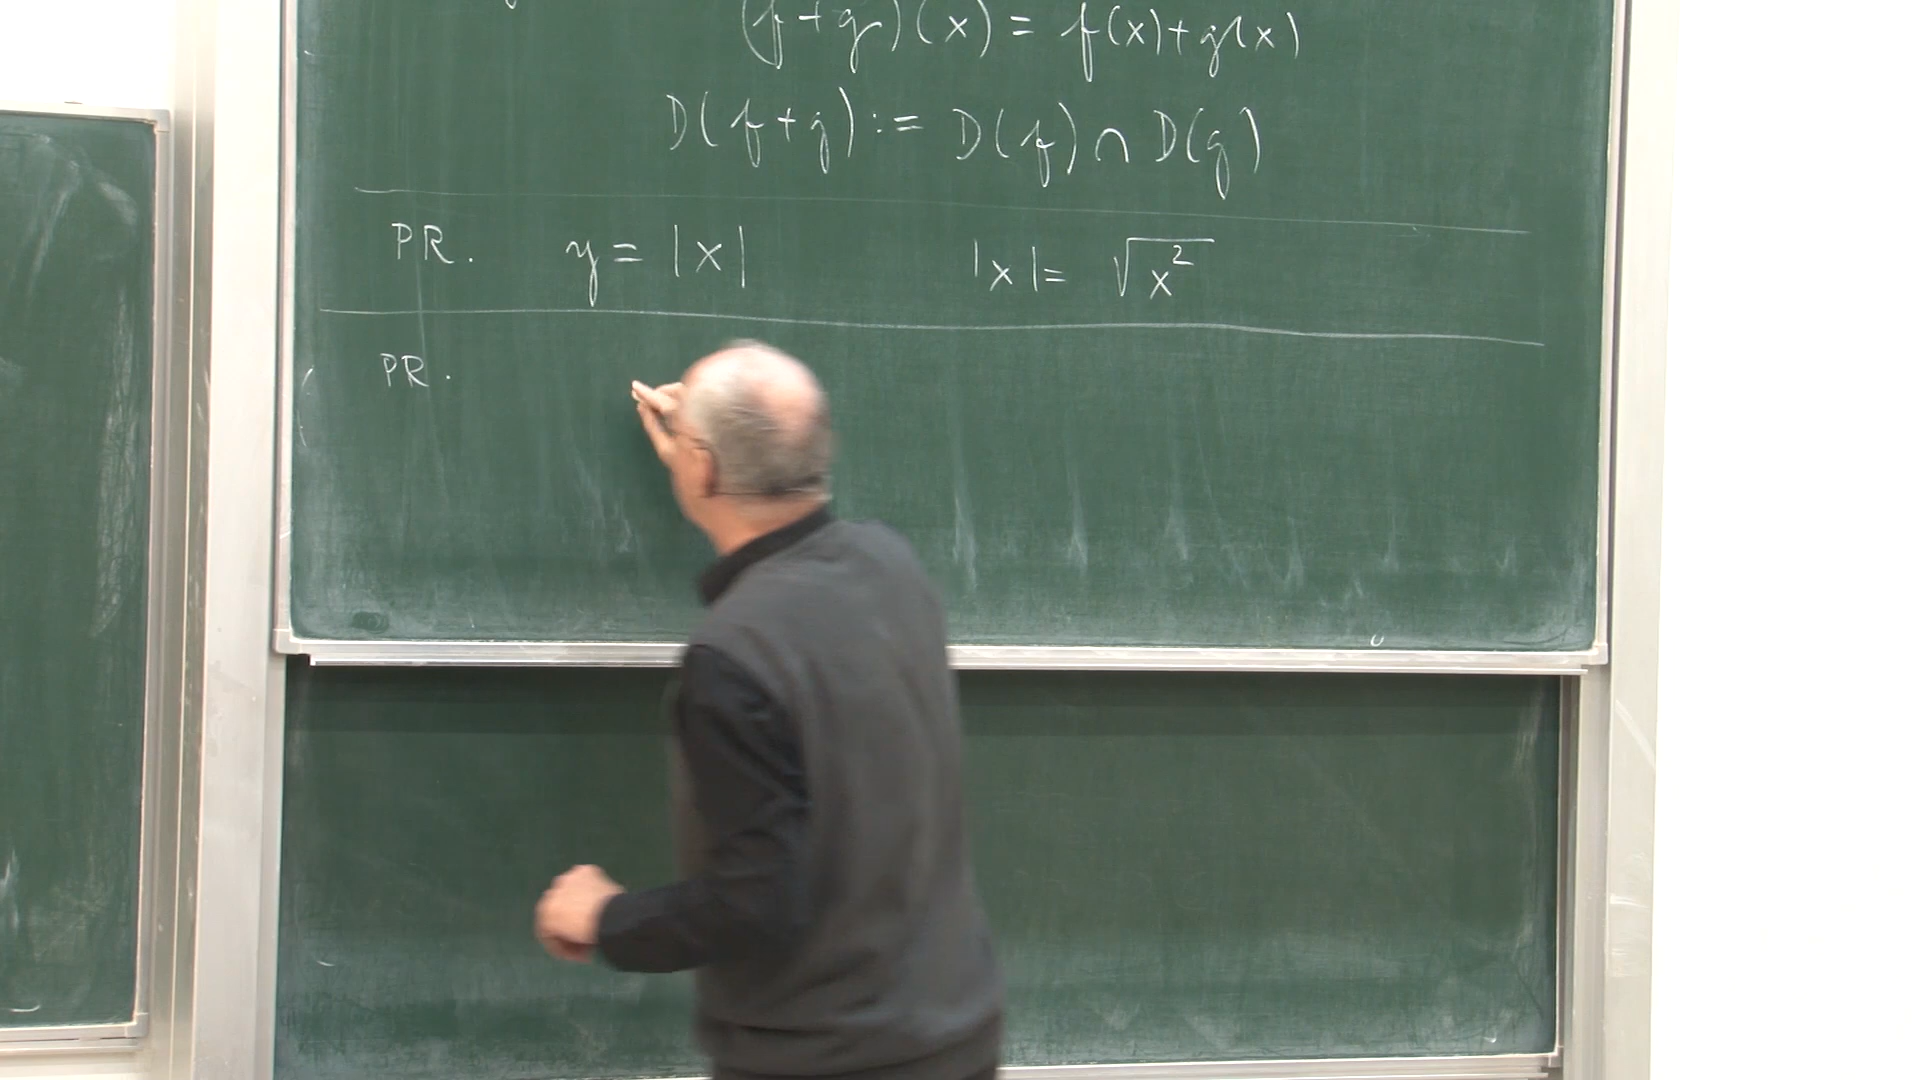 (f+g)(x) = f(x)+g(x)
D(f+g) := D(f) ∩ D(g)
PR. y = |x| |x| = √x²
PR.